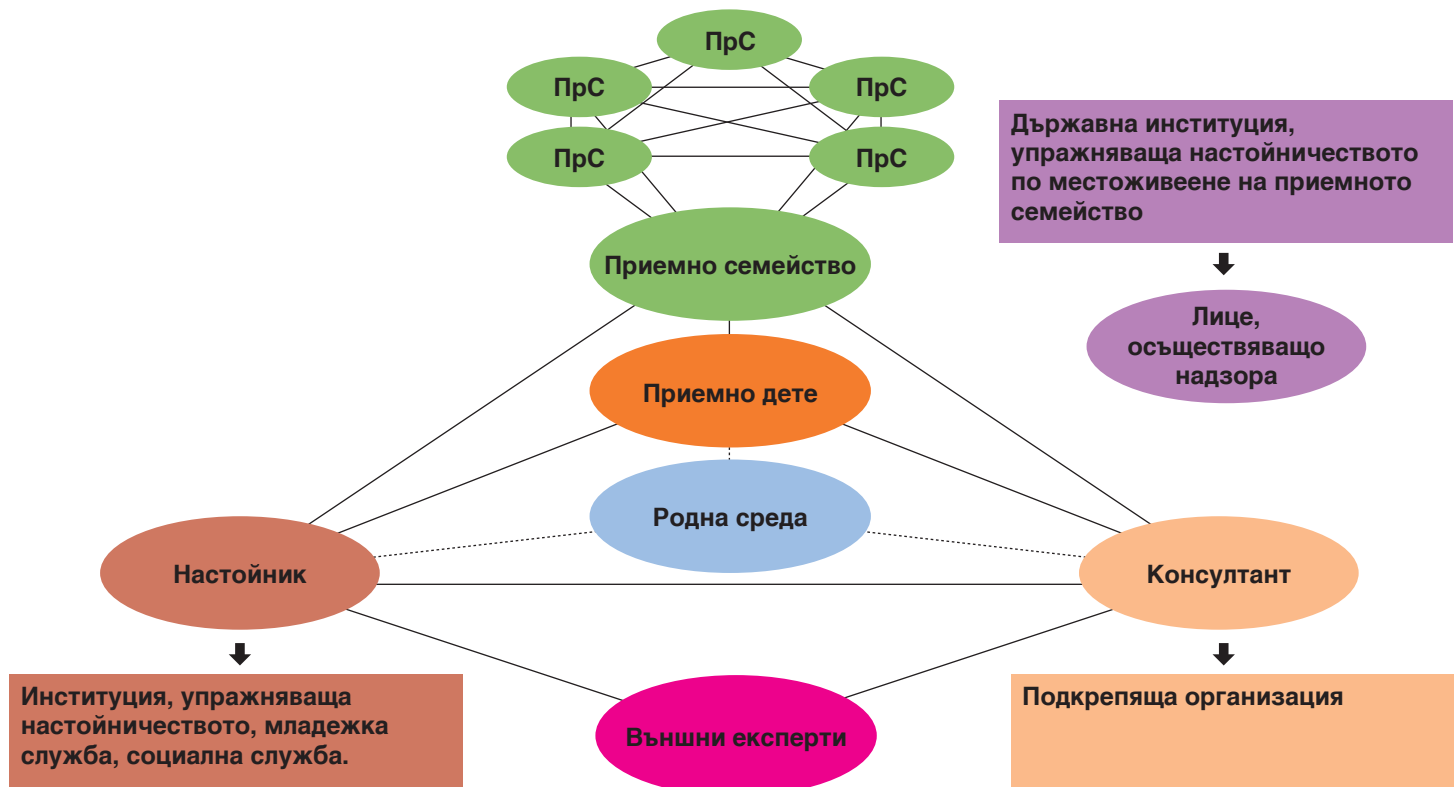 ПрС
ПрС
ПрС
ПрС
ПрС
Държавна институция,
упражняваща настойничеството
по местоживеене на приемното
семейство
Приемно семейство
Лице,
осъществяващо
надзора
Приемно дете
Родна среда
Настойник
Консултант
Институция, упражняваща
настойничеството, младежка
служба, социална служба.
Външни експерти
Подкрепяща организация